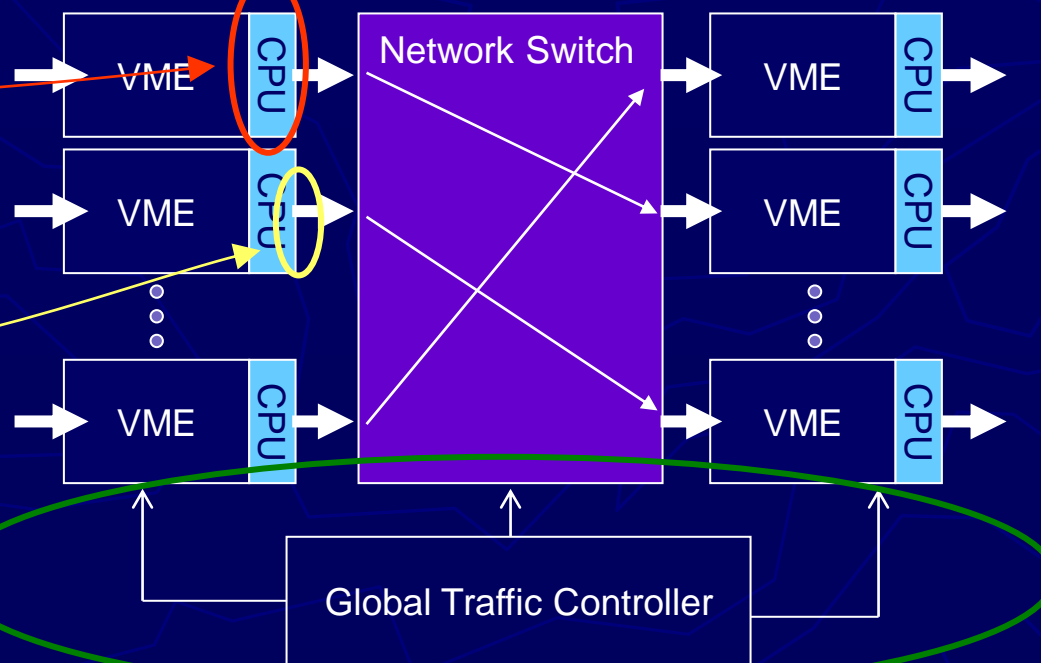 VME CPU Network Switch VME CPU
VME CPU VME CPU
VME CPU VME CPU
Global Traffic Controller